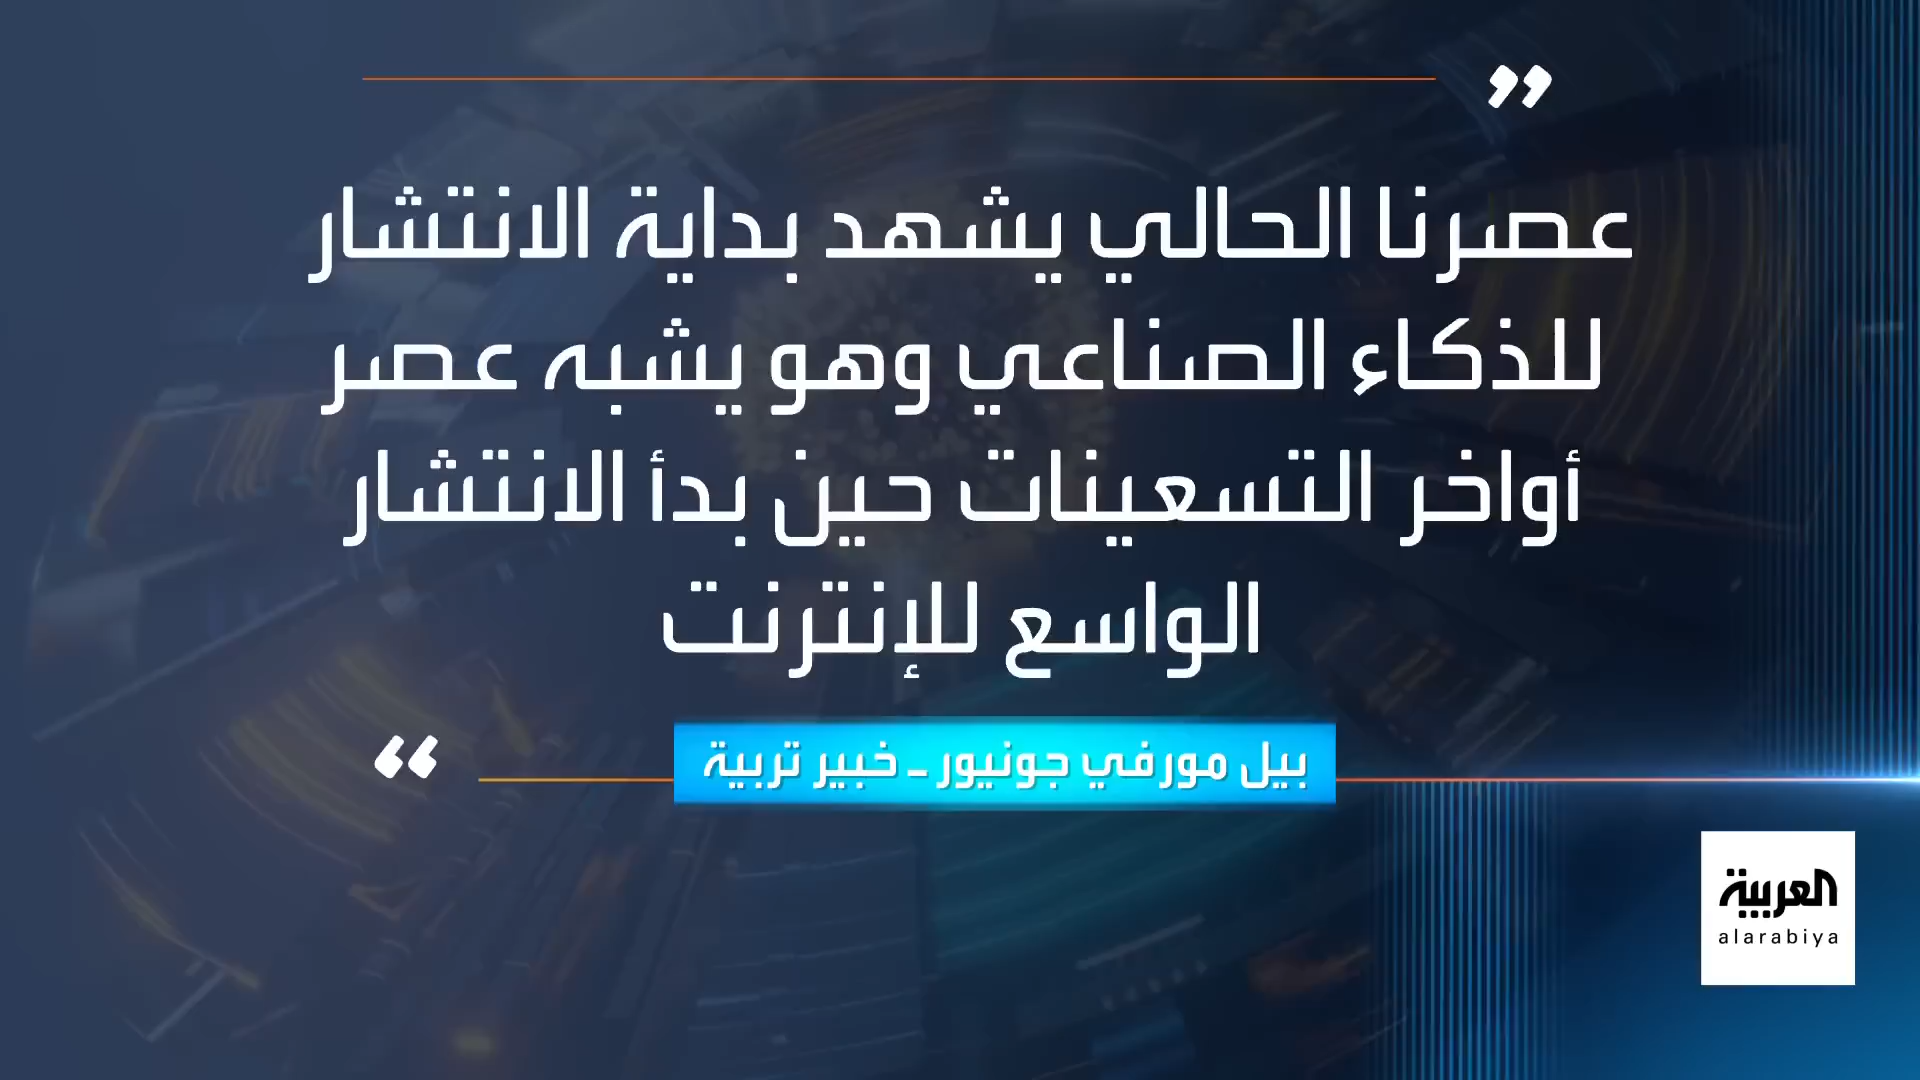 ”
عصرنا الحالي يشهد بداية الانتشار
للذكاء الصناعي وهو يشبه عصر
أواخر التسعينات حين بدأ الانتشار
الواسع للإنترنت
“
بيل مورفي جونيور - خبير تربية
العربية
alarabiya